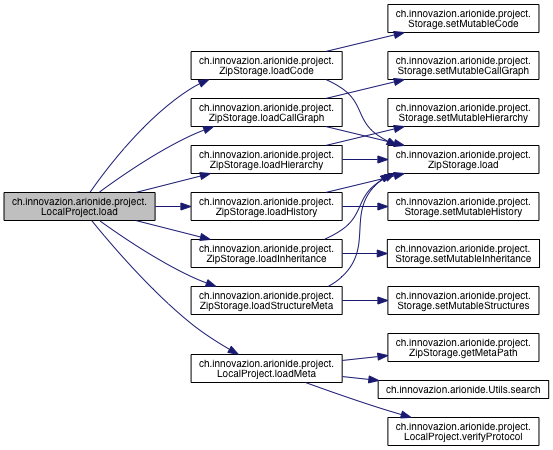 ch.innovazion.arionide.project.
LocalProject.load
ch.innovazion.arionide.project.
ZipStorage.loadCode
ch.innovazion.arionide.project.
ZipStorage.loadCallGraph
ch.innovazion.arionide.project.
ZipStorage.loadHierarchy
ch.innovazion.arionide.project.
ZipStorage.loadHistory
ch.innovazion.arionide.project.
ZipStorage.loadInheritance
ch.innovazion.arionide.project.
ZipStorage.loadStructureMeta
ch.innovazion.arionide.project.
LocalProject.loadMeta
ch.innovazion.arionide.project.
Storage.setMutableCode
ch.innovazion.arionide.project.
Storage.setMutableCallGraph
ch.innovazion.arionide.project.
Storage.setMutableHierarchy
ch.innovazion.arionide.project.
ZipStorage.load
ch.innovazion.arionide.project.
Storage.setMutableHistory
ch.innovazion.arionide.project.
Storage.setMutableInheritance
ch.innovazion.arionide.project.
Storage.setMutableStructures
ch.innovazion.arionide.project.
ZipStorage.getMetaPath
ch.innovazion.arionide.Utils.search
ch.innovazion.arionide.project.
LocalProject.verifyProtocol